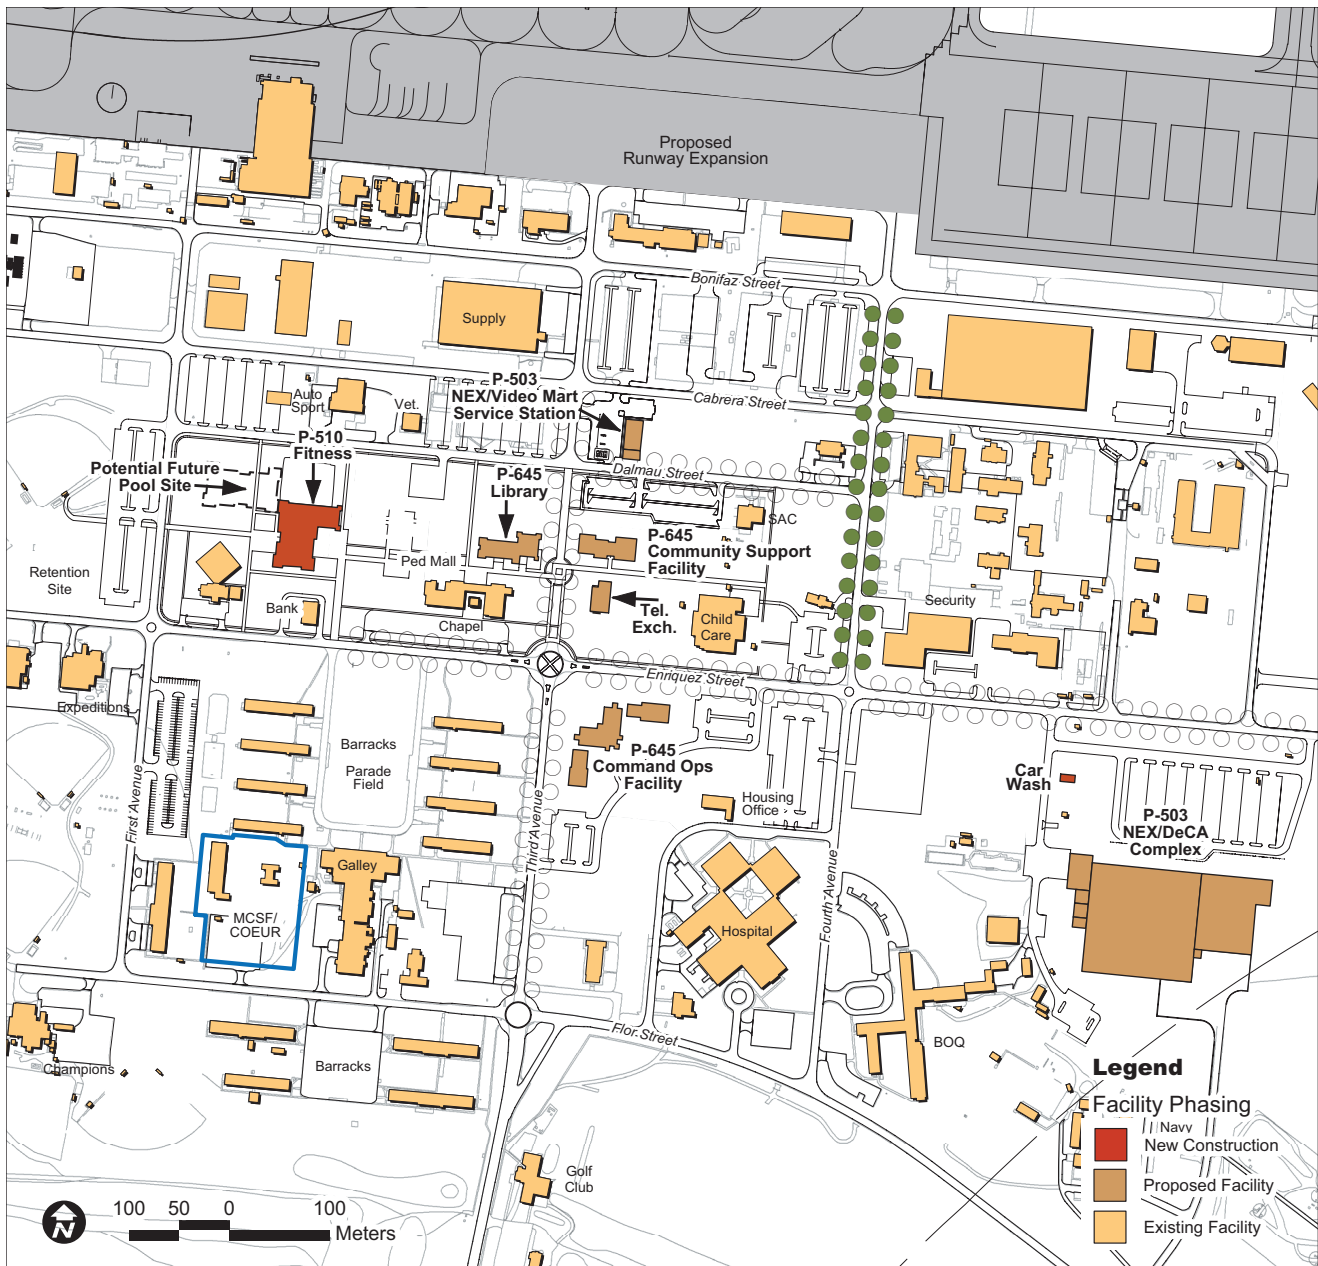 Proposed
Runway Expansion
Bonifaz Street
Supply
P-503
NEX/Video Mart
Service Station
Cabrera Street
Auto
Sport
Vet.
P-510
Fitness
Potential Future
Pool Site
P-645
Library
Dalmau Street
SAC
P-645
Community Support
Facility
Ped Mall
Retention
Site
Bank
Chapel
Tel.
Exch.
Child
Care
Security
Enriquez Street
Expeditions
Barracks
Parade
Field
P-645
Command Ops
Facility
First Avenue
Third Avenue
Fourth Avenue
Housing
Office
Car
Wash
P-503
NEX/DeCA
Complex
Galley
MCSF/
COEUR
Hospital
Flor Street
BOQ
Champions
Barracks
Golf
Club
Legend
Facility Phasing
Navy
New Construction
Proposed Facility
Existing Facility
N
100 50 0 100
Meters